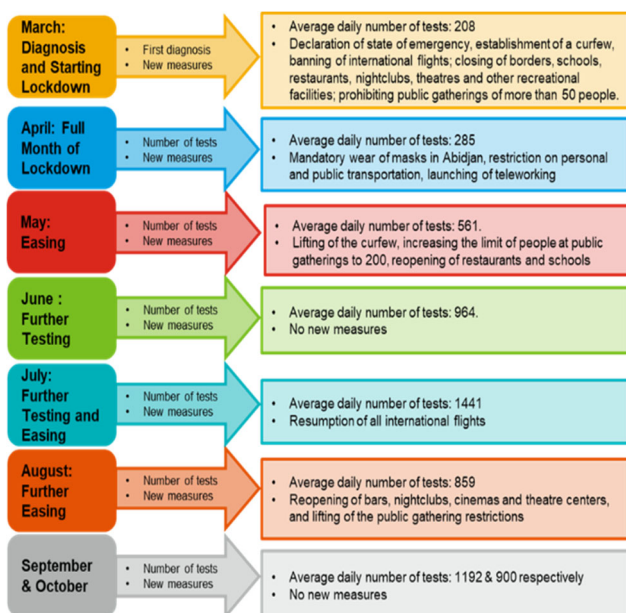 March:
Diagnosis
and Starting
Lockdown
• First diagnosis
• New measures
• Average daily number of tests: 208
• Declaration of state of emergency, establishment of a curfew,
banning of international flights; closing of borders, schools,
restaurants, nightclubs, theatres and other recreational
facilities; prohibiting public gatherings of more than 50 people.
April: Full
Month of
Lockdown
• Number of tests
• New measures
• Average daily number of tests: 285
• Mandatory wear of masks in Abidjan, restriction on personal
and public transportation, launching of teleworking
May:
Easing
• Number of tests
• New measures
• Average daily number of tests: 561.
• Lifting of the curfew, increasing the limit of people at public
gatherings to 200, reopening of restaurants and schools
June :
Further
Testing
• Number of tests
• New measures
• Average daily number of tests: 964.
• No new measures
July:
Further
Testing and
Easing
• Number of tests
• New measures
• Average daily number of tests: 1441
• Resumption of all international flights
August:
Further
Easing
• Number of tests
• New measures
• Average daily number of tests: 859
• Reopening of bars, nightclubs, cinemas and theatre centers,
and lifting of the public gathering restrictions
September
& October
• Number of tests
• New measures
• Average daily number of tests: 1192 & 900 respectively
• No new measures